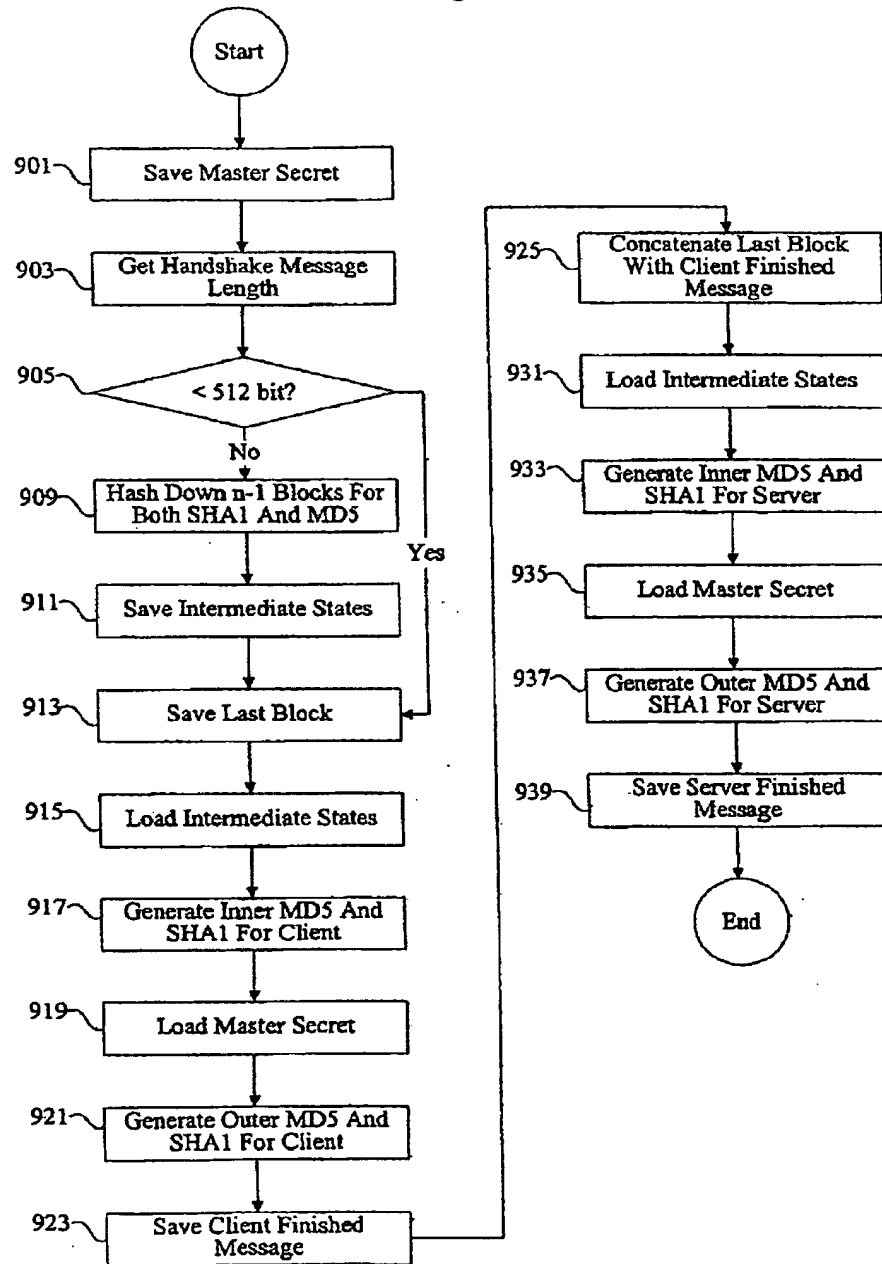 Start
901
Save Master Secret
903
Get Handshake Message
Length
905
< 512 bit?
No
Yes
909
Hash Down n-1 Blocks For
Both SHA1 And MD5
911
Save Intermediate States
913
Save Last Block
915
Load Intermediate States
917
Generate Inner MD5 And
SHA1 For Client
919
Load Master Secret
921
Generate Outer MD5 And
SHA1 For Client
923
Save Client Finished
Message
925
Concatenate Last Block
With Client Finished
Message
931
Load Intermediate States
933
Generate Inner MD5 And
SHA1 For Server
935
Load Master Secret
937
Generate Outer MD5 And
SHA1 For Server
939
Save Server Finished
Message
End